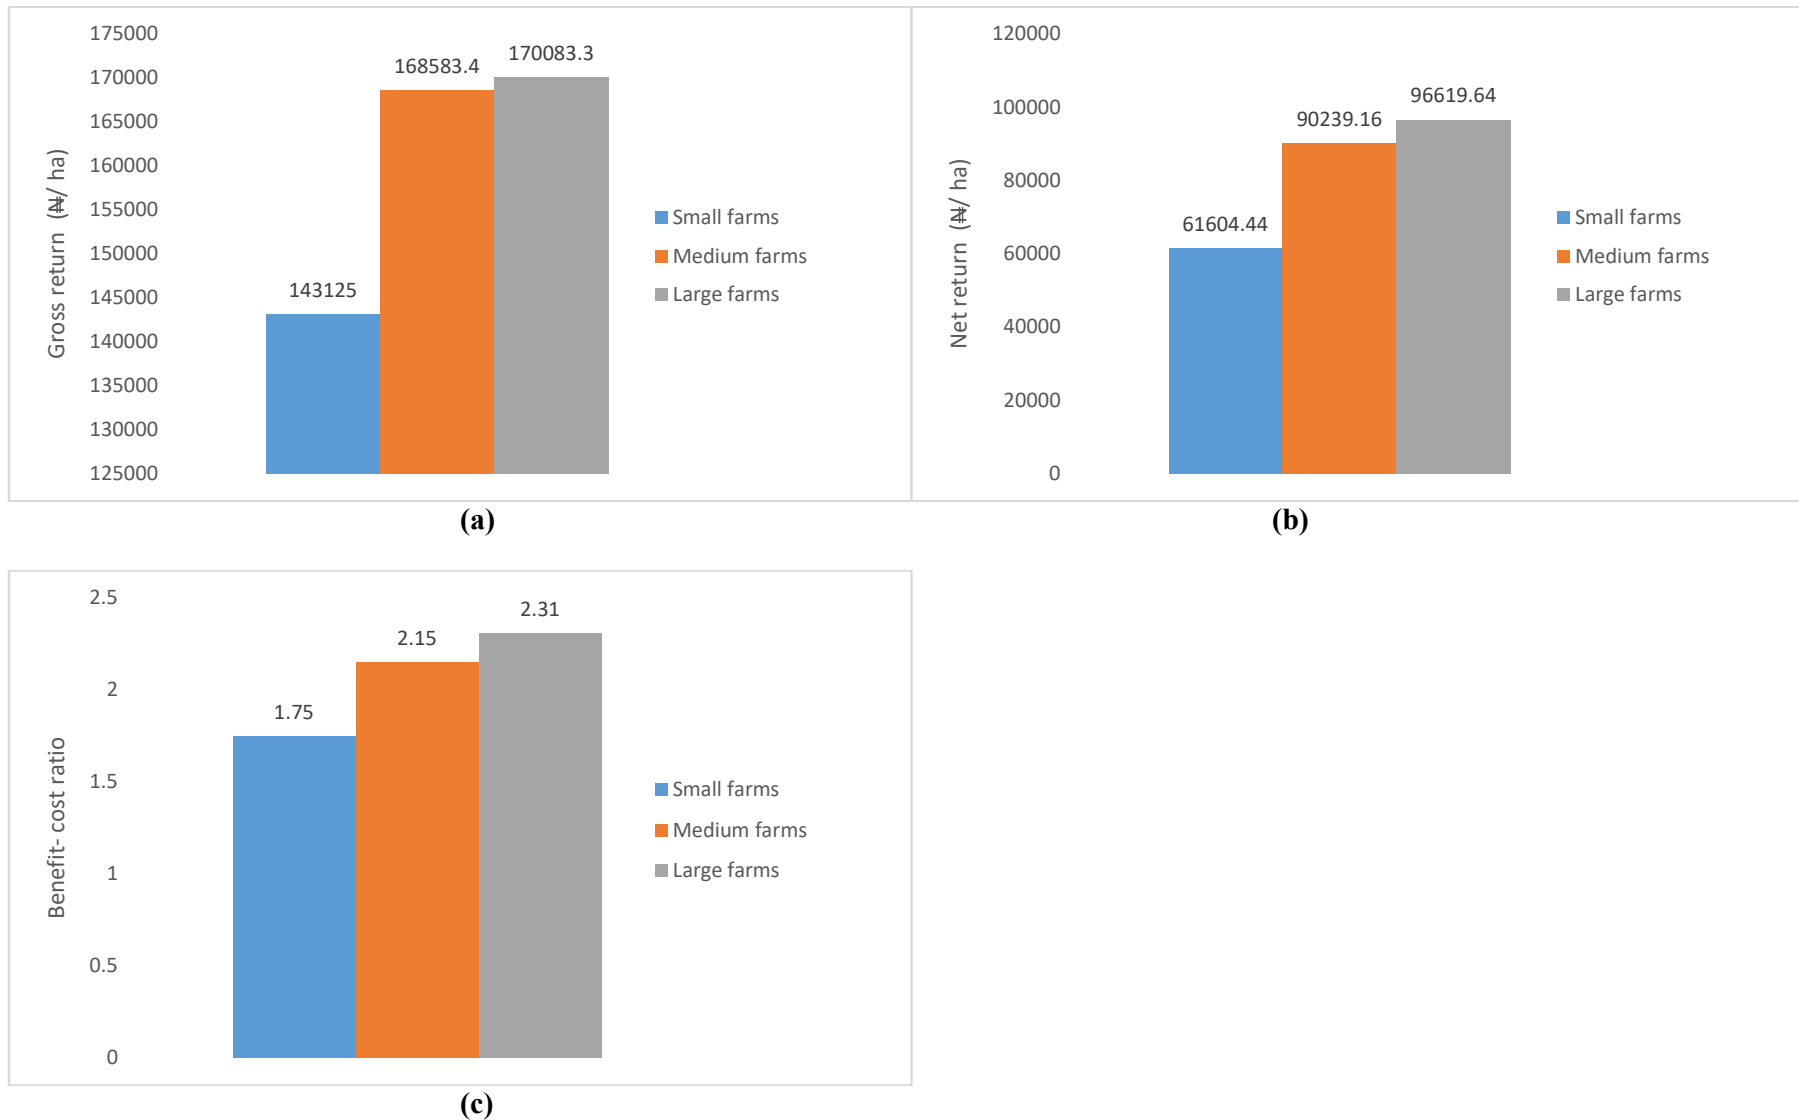 175000
170000
165000
160000
155000
150000
145000
140000
135000
130000
125000
Gross return (₦/ ha)
143125
168583.4
170083.3
Small farms
Medium farms
Large farms
(a)
120000
100000
80000
60000
40000
20000
0
Net return (₦/ ha)
61604.44
90239.16
96619.64
Small farms
Medium farms
Large farms
(b)
2.5
2
1.5
1
0.5
0
Benefit- cost ratio
1.75
2.15
2.31
Small farms
Medium farms
Large farms
(c)